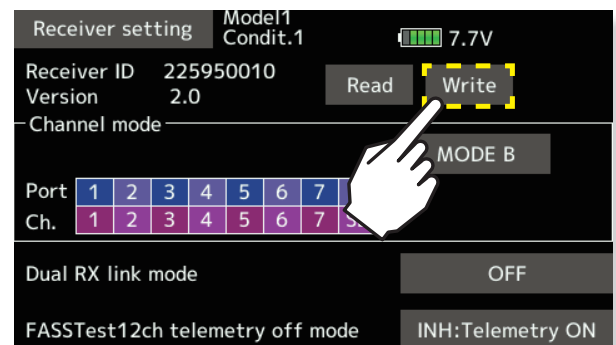 Receiver setting
Model1
Condit.1
7.7V
Receiver ID 225950010
Version 2.0
Read
Write
Channel mode
MODE B
Port 1 2 3 4 5 6 7
Ch. 1 2 3 4 5 6 7
Dual RX link mode OFF
FASSTest12ch telemetry off mode INH:Telemetry ON